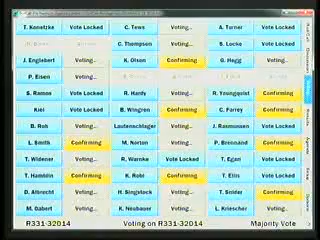 T. Kanetzke Vote Locked C. Tews Voting... A. Turner Vote Locked
C. Thompson Voting... S. Locke Vote Locked
J. Englebert Voting... K. Olson Confirming G. Hegg Voting...
P. Eisen Voting...
S. Ramos Vote Locked R. Hardy Voting... R. Youngquist Confirming
Kiel Vote Locked B. Wingren Confirming C. Farrey Confirming
B. Roh Voting... Lautenschlager Voting... J. Rasmussen Vote Locked
L. Smith Confirming M. Norton Voting... P. Brennand Confirming
T. Widener Voting... R. Warnke Vote Locked T. Egan Vote Locked
T. Hamblin Confirming K. Robl Confirming T. Ellis Vote Locked
D. Albrecht Voting... H. Singstock Voting... T. Snider Confirming
M. Gabert Voting... K. Neubauer Voting... L. Kriescher Voting...
R331-32014 Voting on R331-32014 Majority Vote